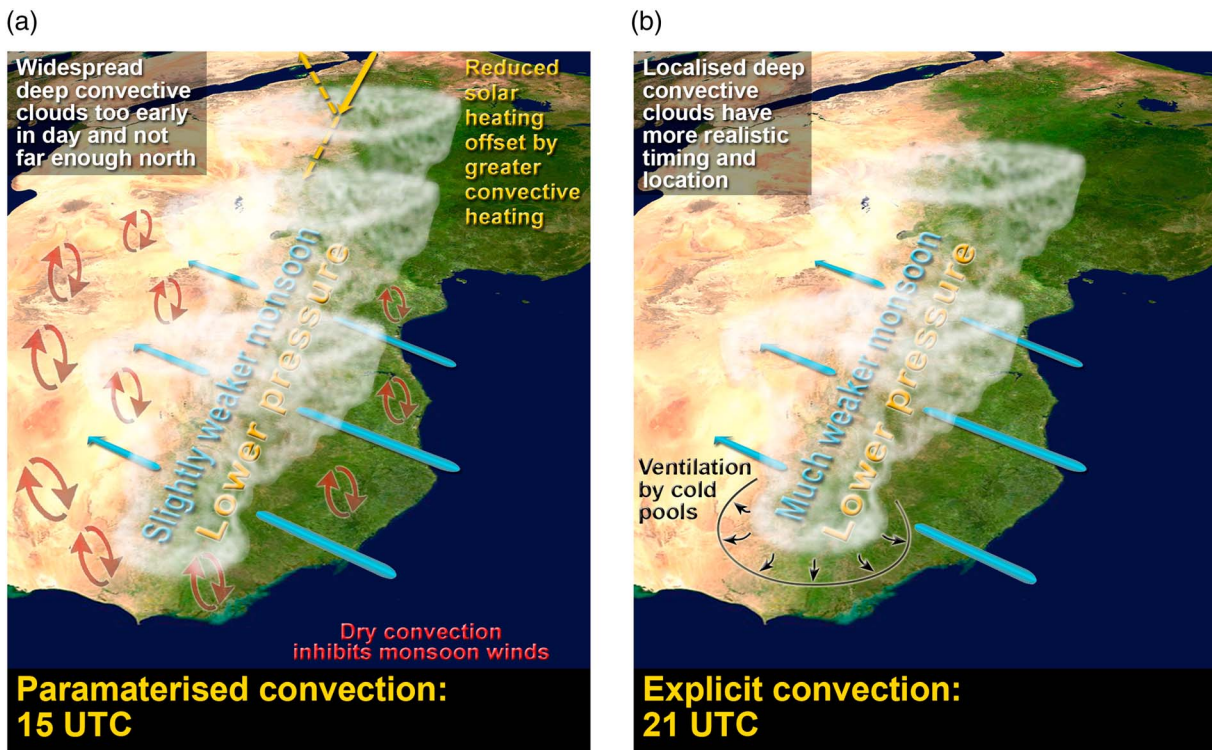 (a)
Widespread
deep convective
clouds too early
in day and not
far enough north
Reduced
solar
heating
offset by
greater
convective
heating
Slightly weaker monsoon
Lower pressure
Dry convection
inhibits monsoon winds
Paramaterised convection:
15 UTC
(b)
Localised deep
convective
clouds have
more realistic
timing and
location
Much weaker monsoon
Lower pressure
Ventilation
by cold
pools
Explicit convection:
21 UTC